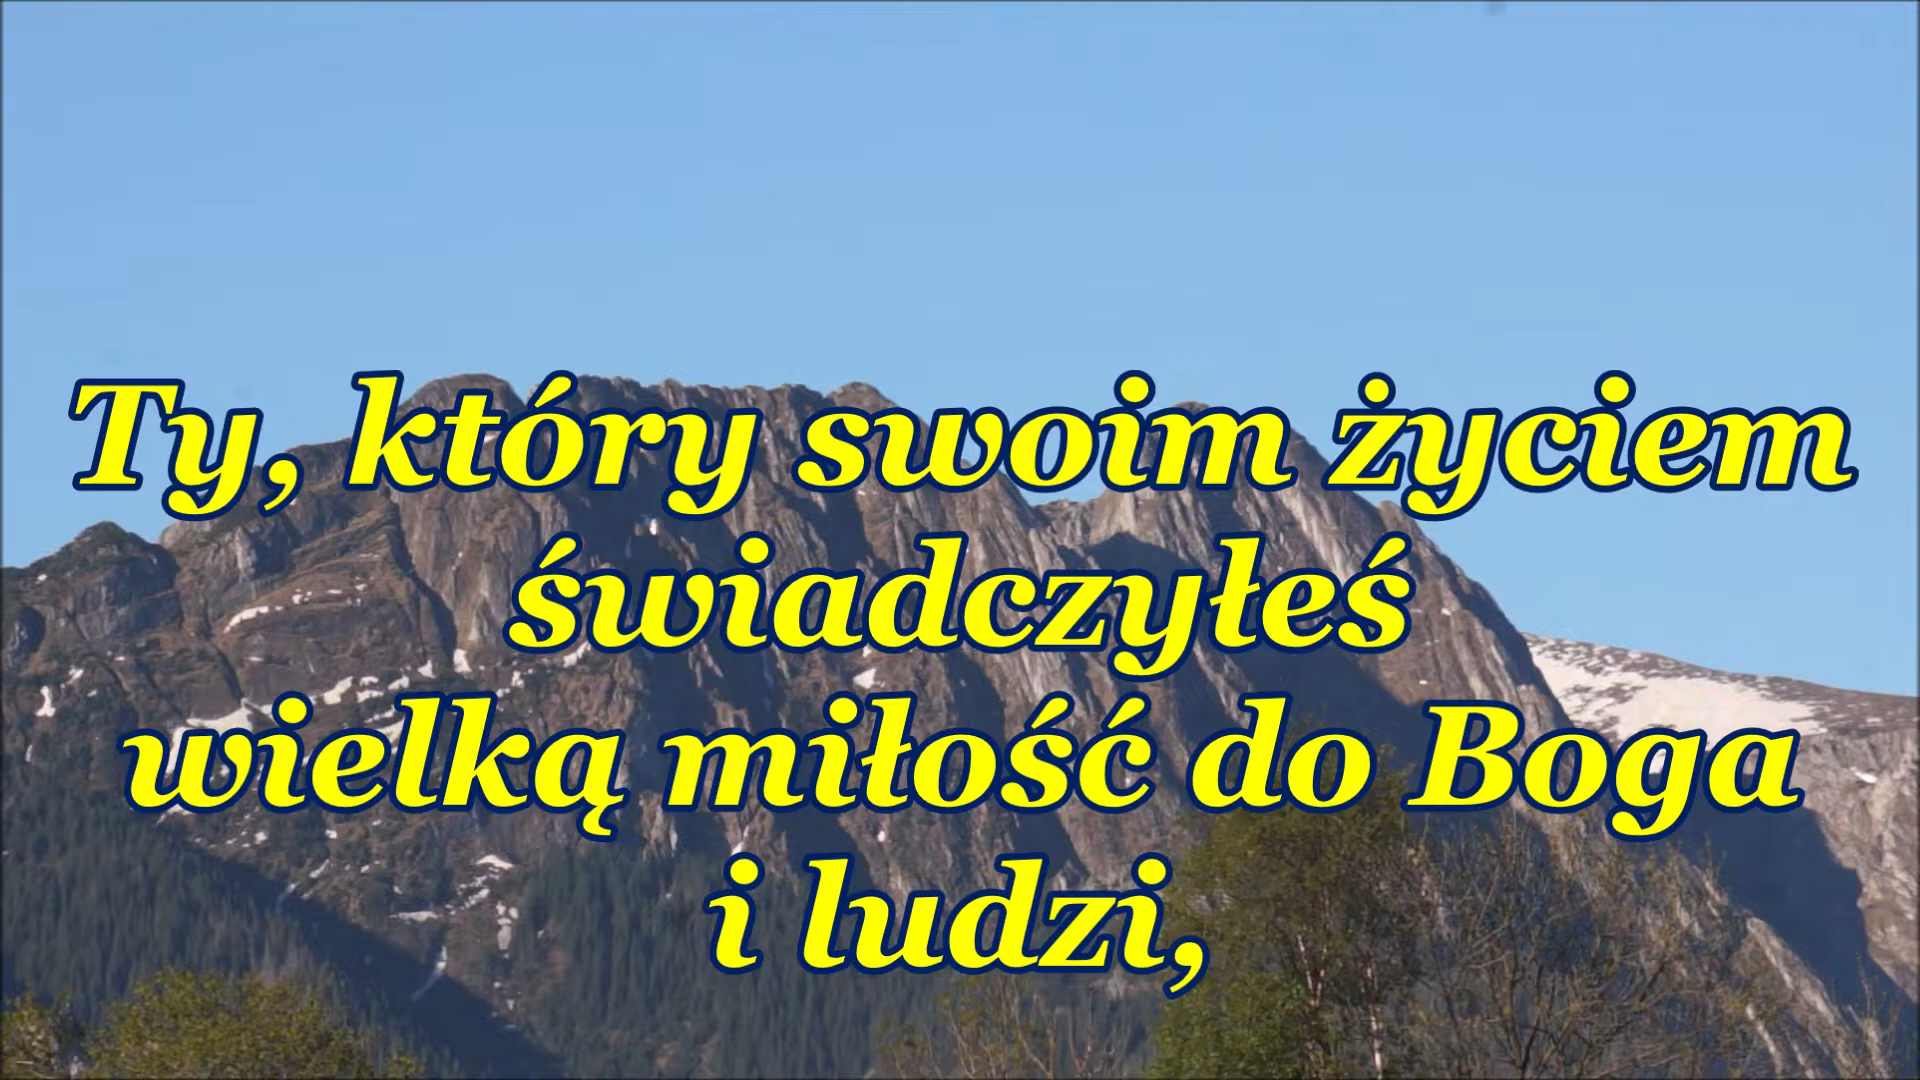 Ty, który swoim życiem
świadczyłeś
wielką miłość do Boga
i ludzi,